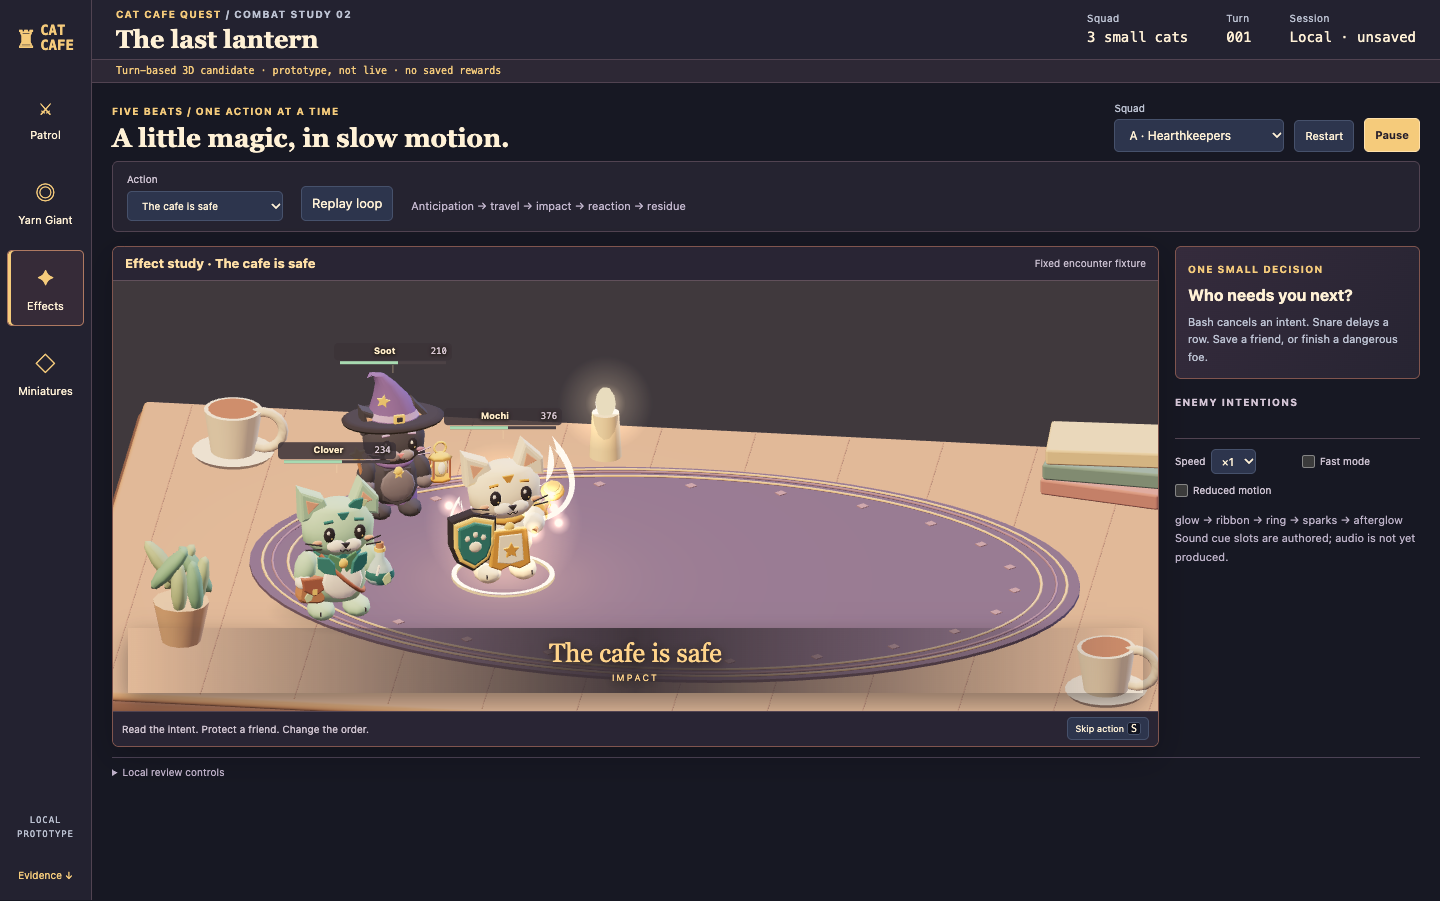 CAT
CAFE
Patrol
Yarn Giant
Effects
Miniatures
LOCAL
PROTOTYPE
Evidence ↓
CAT CAFE QUEST / COMBAT STUDY 02
The last lantern
Squad
3 small cats
Turn
001
Session
Local · unsaved
Turn-based 3D candidate · prototype, not live · no saved rewards
FIVE BEATS / ONE ACTION AT A TIME
A little magic, in slow motion.
Squad
A · Hearthkeepers
Restart
Pause
Action
The cafe is safe
Replay loop
Anticipation → travel → impact → reaction → residue
Effect study · The cafe is safe
Fixed encounter fixture
Soot 210
Mochi 376
Clover 234
The cafe is safe
IMPACT
Read the intent. Protect a friend. Change the order.
Skip action S
ONE SMALL DECISION
Who needs you next?
Bash cancels an intent. Snare delays a
row. Save a friend, or finish a dangerous
foe.
ENEMY INTENTIONS
Speed
×1
Fast mode
Reduced motion
glow → ribbon → ring → sparks → afterglow
Sound cue slots are authored; audio is not yet
produced.
Local review controls